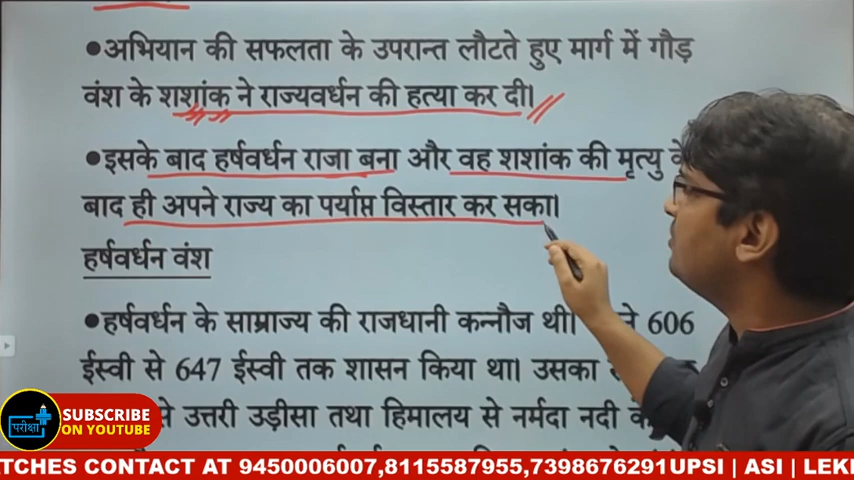 ●अभियान की सफलता के उपरान्त लौटते हुए मार्ग में गौड़
वंश के शशांक ने राज्यवर्धन की हत्या कर दी।
●इसके बाद हर्षवर्धन राजा बना और वह शशांक की मृत्यु
बाद ही अपने राज्य का पर्याप्त विस्तार कर सका।
हर्षवर्धन वंश
●हर्षवर्धन के साम्राज्य की राजधानी कन्नौज थी। 606
ईस्वी से 647 ईस्वी तक शासन किया था। उसका
से उत्तरी उड़ीसा तथा हिमालय से नर्मदा नदी
परीक्षा
SUBSCRIBE
ON YOUTUBE
TCHES CONTACT AT 9450006007,8115587955,7398676291UPSI | ASI | LEK